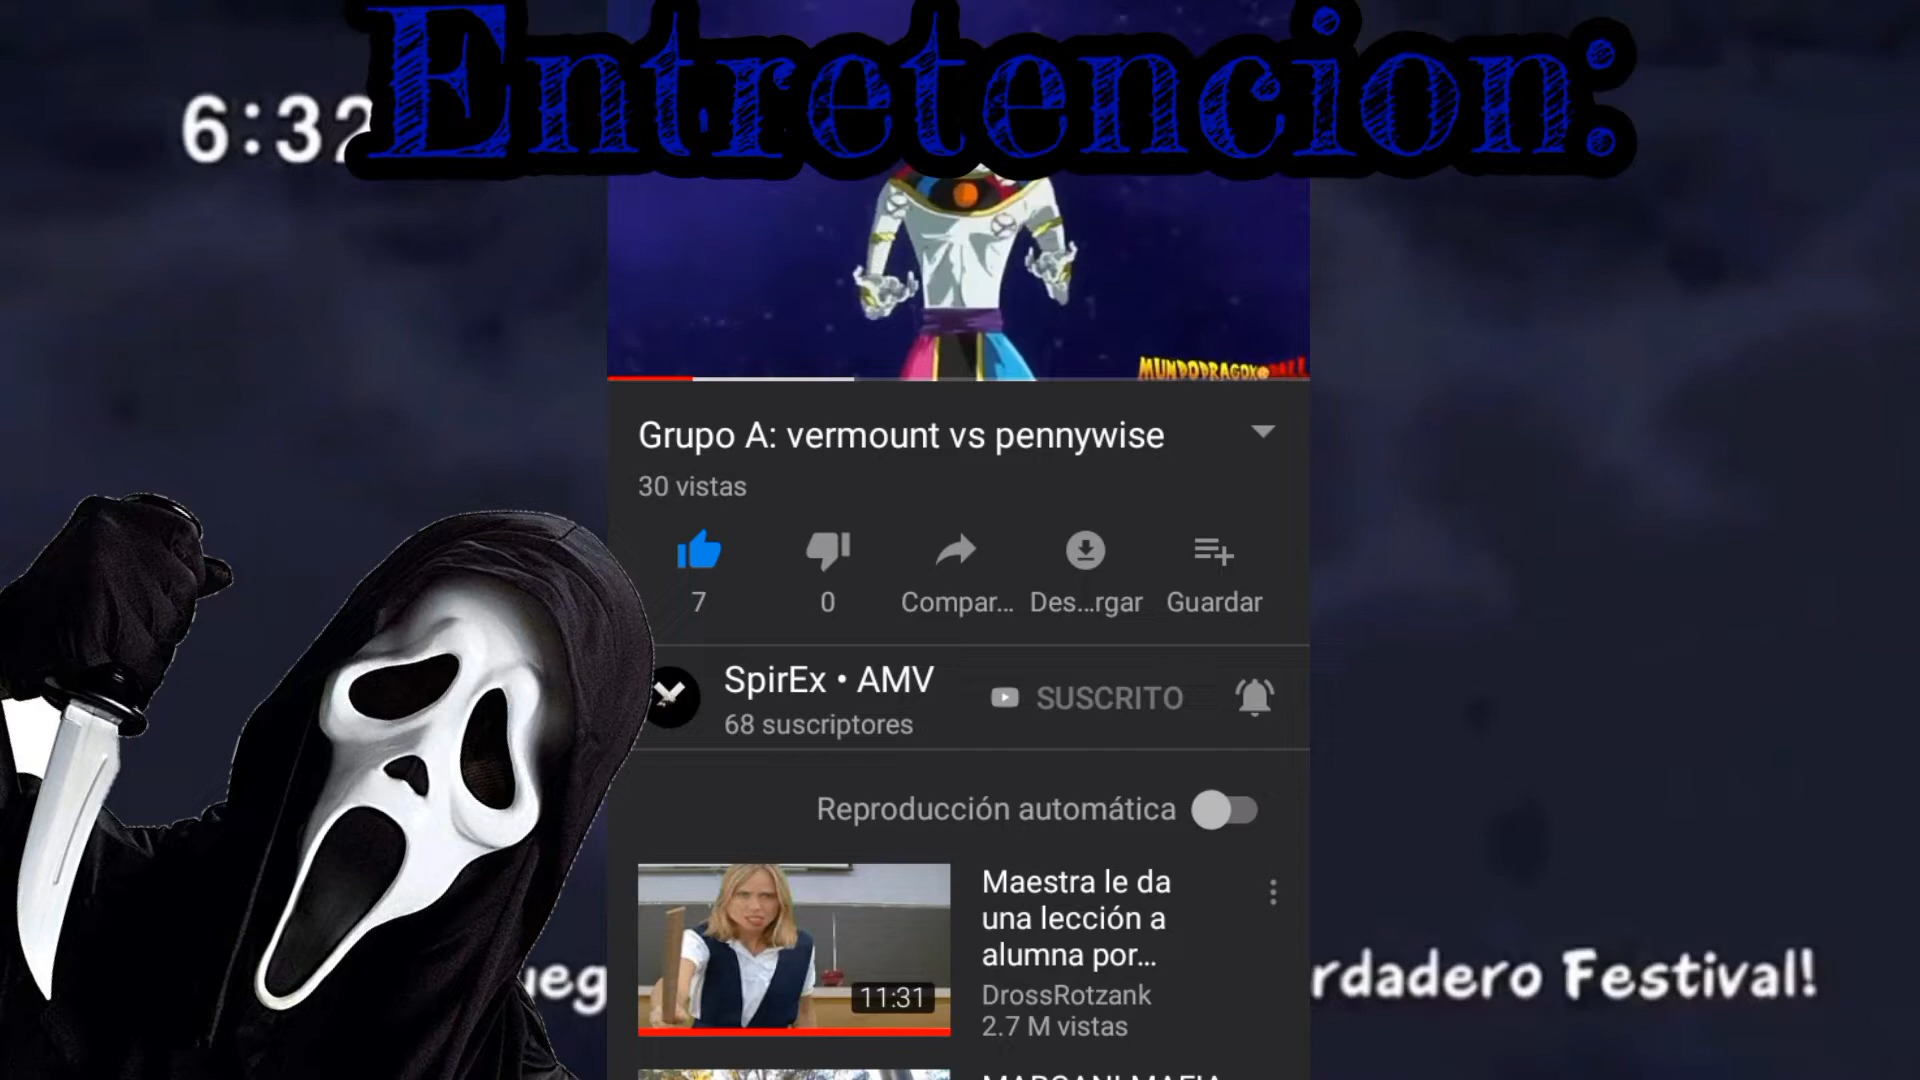 Entretencion:
6:32
MUNDODRAGONBALL
Grupo A: vermount vs pennywise
30 vistas
7
0
Compar...
Des...rgar
Guardar
SpirEx • AMV
SUSCRITO
68 suscriptores
Reproducción automática
Maestra le da
una lección a
alumna por...
11:31
DrossRotzank
2.7 M vistas
rdadero Festival!